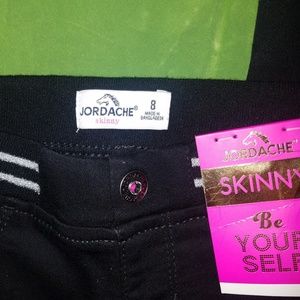 JORDACHE®
skinny
8
MADE IN
BANGLADESH
JORDACHE
SKINNY
Be
YOUR
SELF